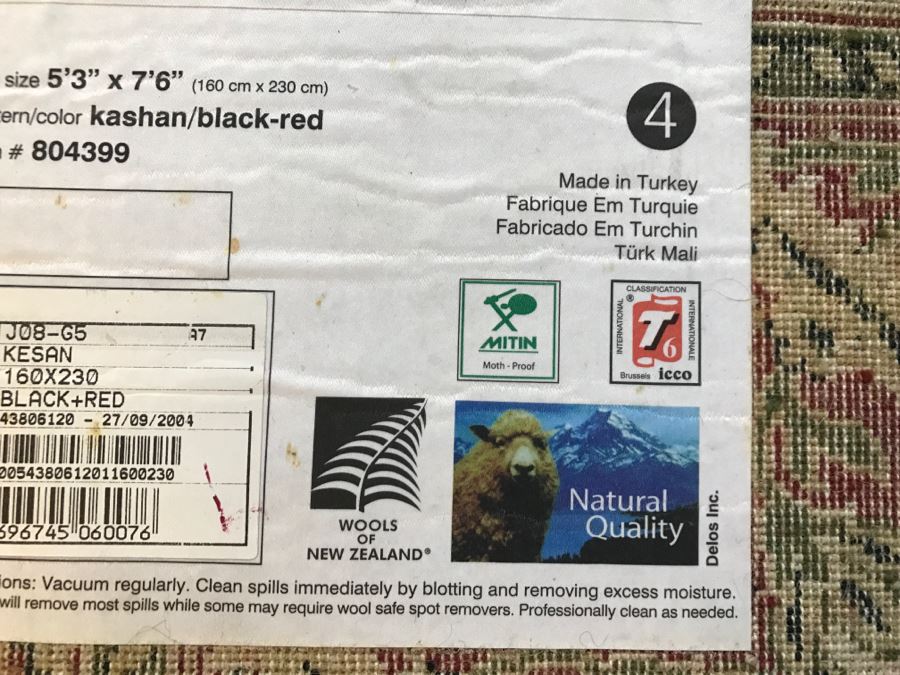 size 5'3" x 7'6" (160 cm x 230 cm)
ern/color kashan/black-red
# 804399
4
Made in Turkey
Fabrique Em Turquie
Fabricado Em Turchin
Türk Mali
J08-G5 A7
KESAN
160X230
BLACK+RED
43806120 - 27/09/2004
0054380612011600230
696745 060076
MITIN
Moth - Proof
CLASSIFICATION
INTERNATIONAL
INTERNATIONALE
®
T 6
Brussels icco
WOOLS
OF
NEW ZEALAND®
Natural
Quality
Delos Inc.
ions: Vacuum regularly. Clean spills immediately by blotting and removing excess moisture.
will remove most spills while some may require wool safe spot removers. Professionally clean as needed.